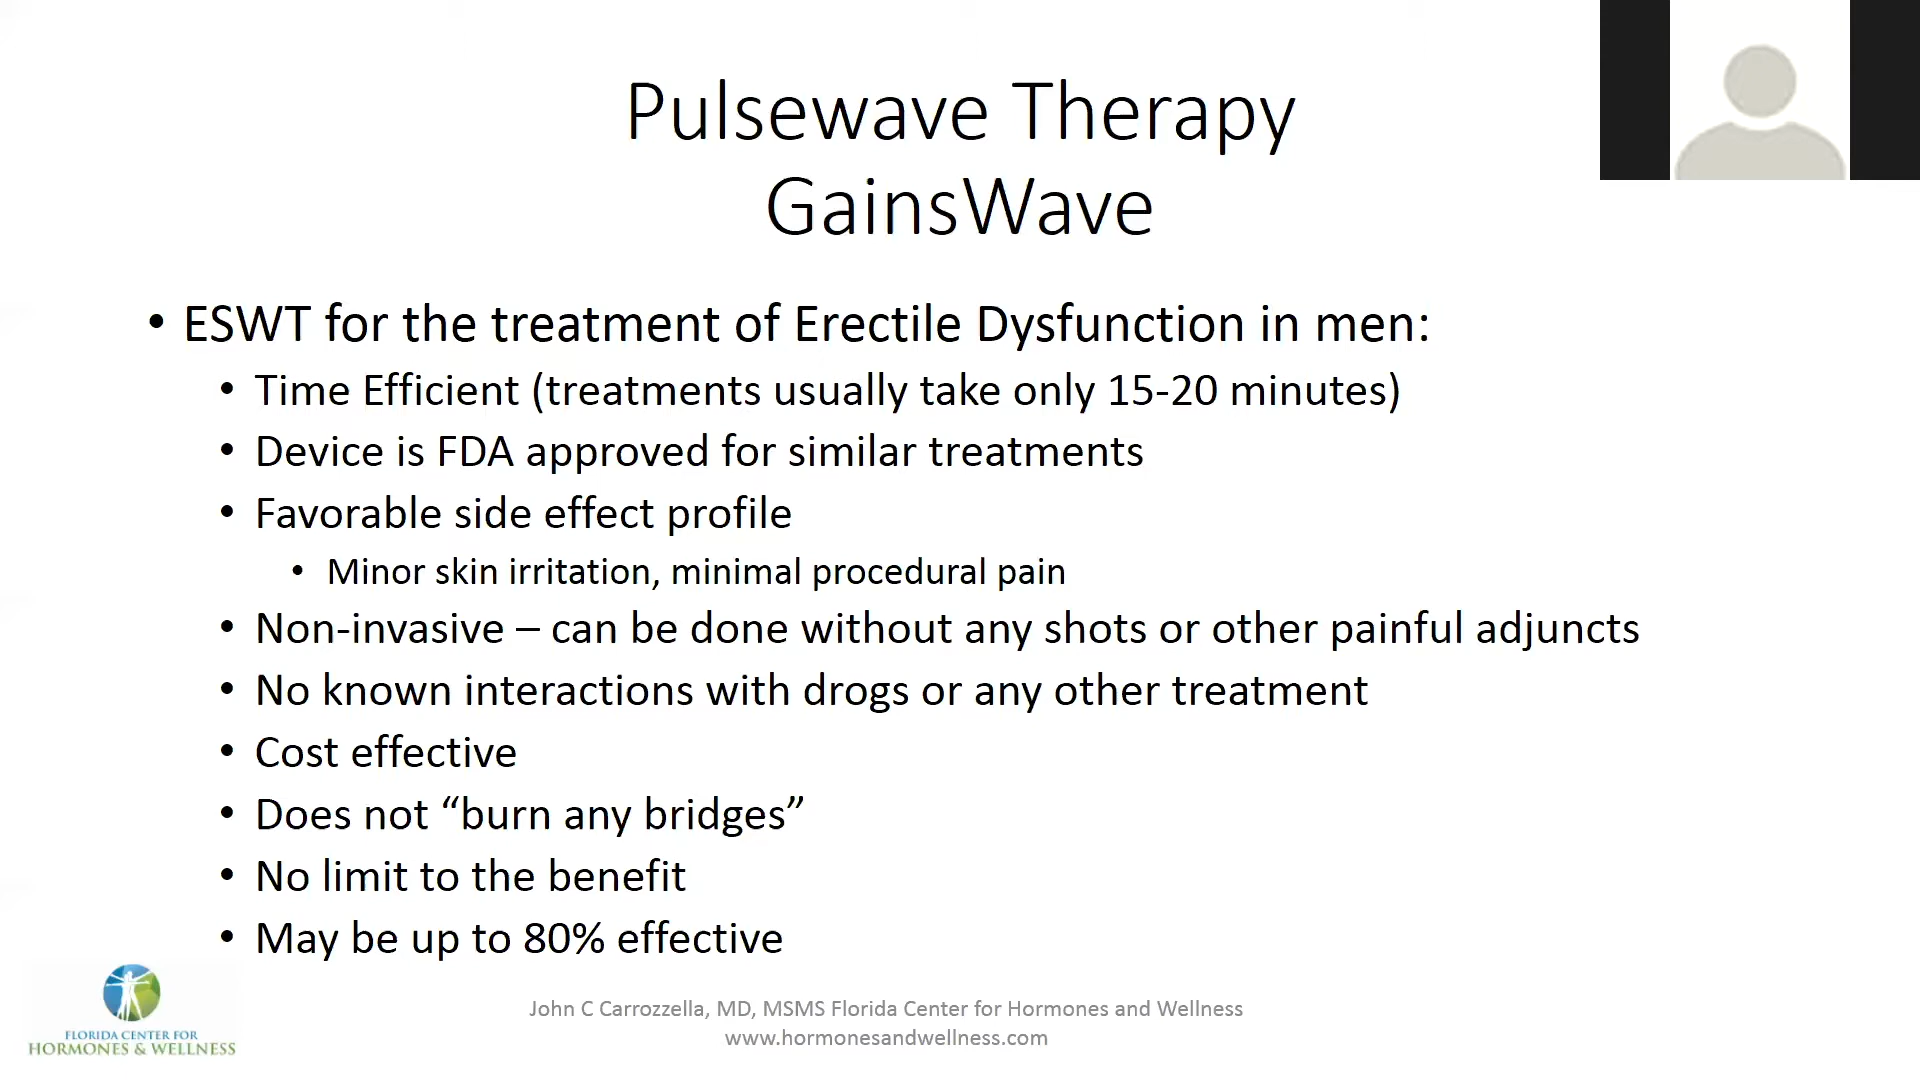 Pulsewave Therapy
GainsWave
• ESWT for the treatment of Erectile Dysfunction in men:
• Time Efficient (treatments usually take only 15-20 minutes)
• Device is FDA approved for similar treatments
• Favorable side effect profile
• Minor skin irritation, minimal procedural pain
• Non-invasive – can be done without any shots or other painful adjuncts
• No known interactions with drogs or any other treatment
• Cost effective
• Does not “burn any bridges”
• No limit to the benefit
• May be up to 80% effective
FLORIDA CENTER FOR
HORMONES & WELLNESS
John C Carrozzella, MD, MSMS Florida Center for Hormones and Wellness
www.hormonesandwellness.com